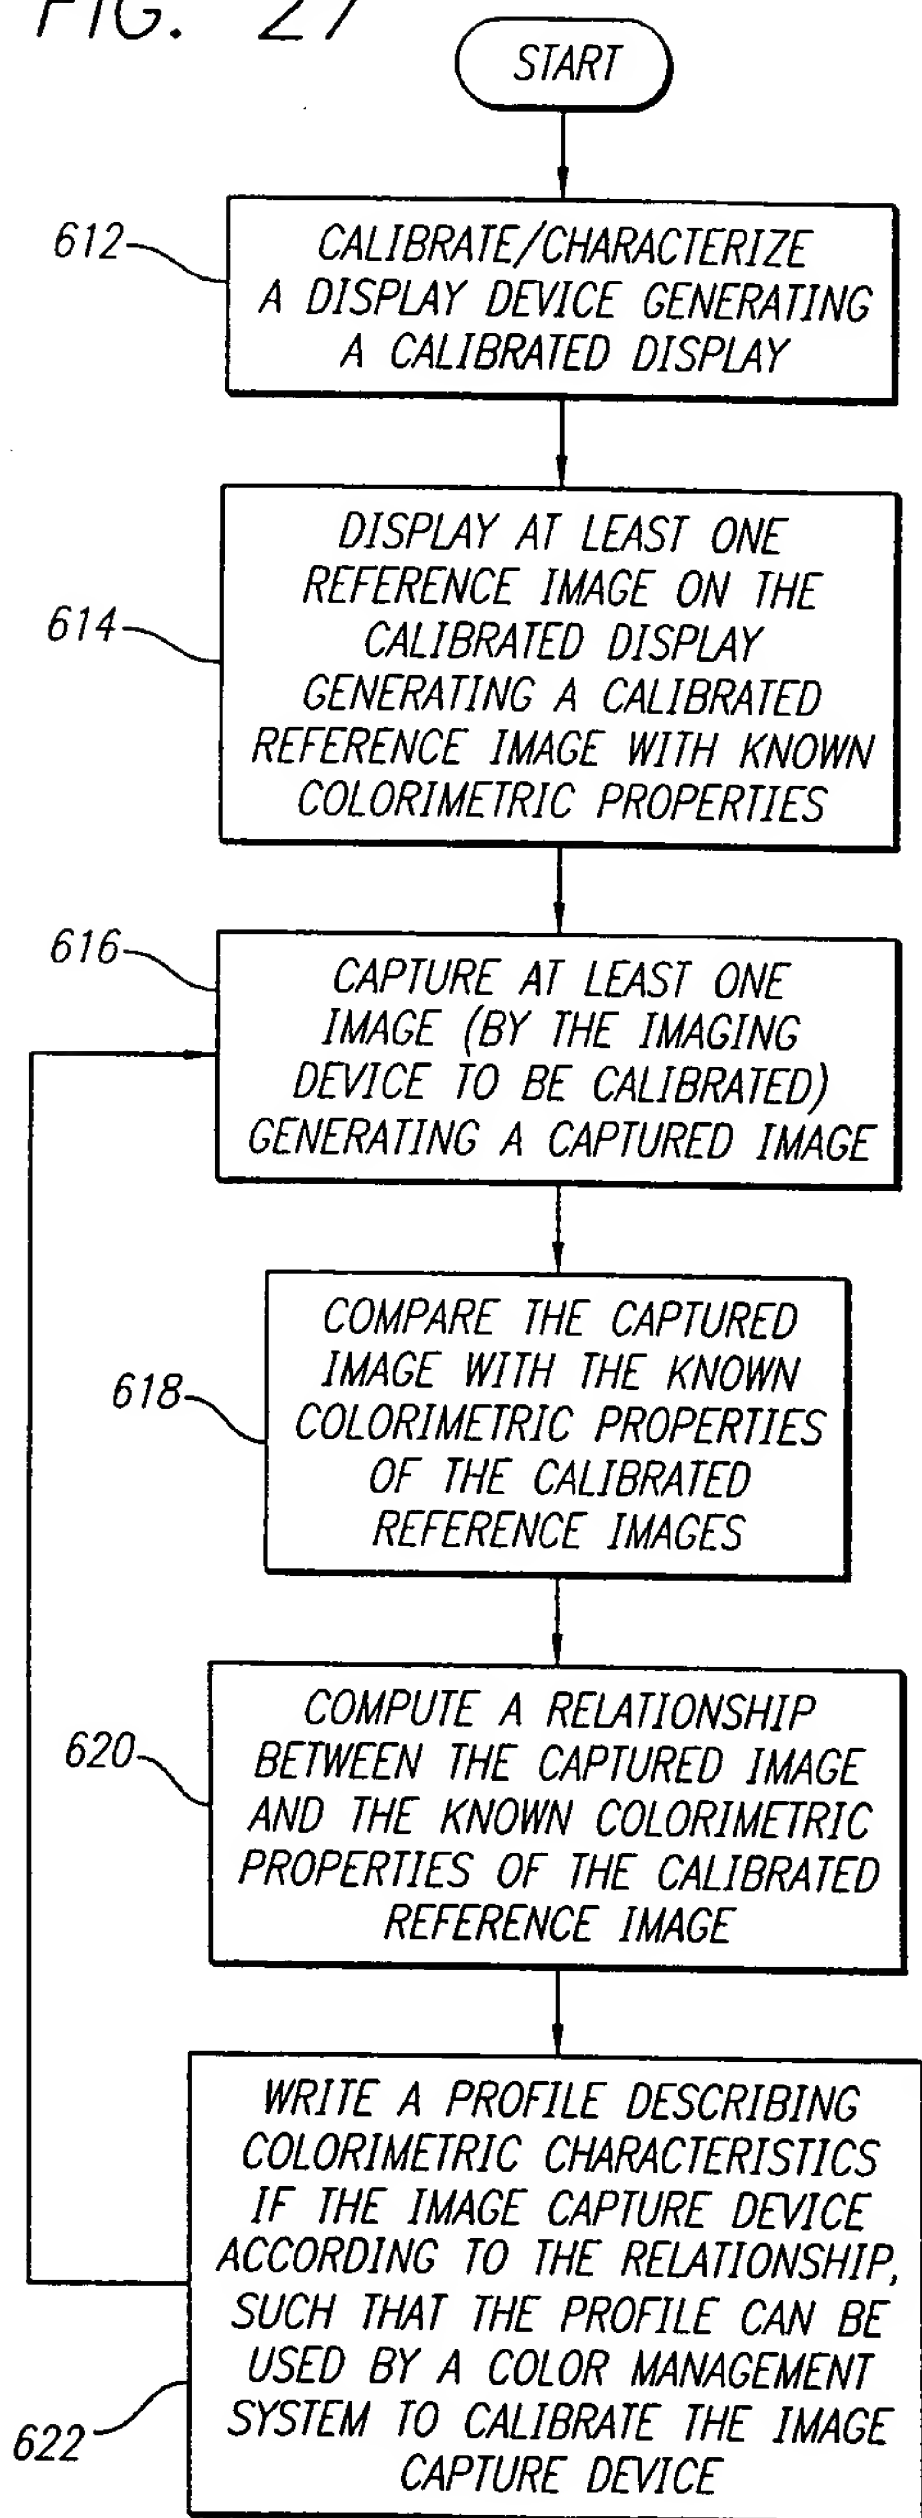 FIG. 27
START
612
CALIBRATE/CHARACTERIZE
A DISPLAY DEVICE GENERATING
A CALIBRATED DISPLAY
614
DISPLAY AT LEAST ONE
REFERENCE IMAGE ON THE
CALIBRATED DISPLAY
GENERATING A CALIBRATED
REFERENCE IMAGE WITH KNOWN
COLORIMETRIC PROPERTIES
616
CAPTURE AT LEAST ONE
IMAGE (BY THE IMAGING
DEVICE TO BE CALIBRATED)
GENERATING A CAPTURED IMAGE
618
COMPARE THE CAPTURED
IMAGE WITH THE KNOWN
COLORIMETRIC PROPERTIES
OF THE CALIBRATED
REFERENCE IMAGES
620
COMPUTE A RELATIONSHIP
BETWEEN THE CAPTURED IMAGE
AND THE KNOWN COLORIMETRIC
PROPERTIES OF THE CALIBRATED
REFERENCE IMAGE
622
WRITE A PROFILE DESCRIBING
COLORIMETRIC CHARACTERISTICS
IF THE IMAGE CAPTURE DEVICE
ACCORDING TO THE RELATIONSHIP,
SUCH THAT THE PROFILE CAN BE
USED BY A COLOR MANAGEMENT
SYSTEM TO CALIBRATE THE IMAGE
CAPTURE DEVICE